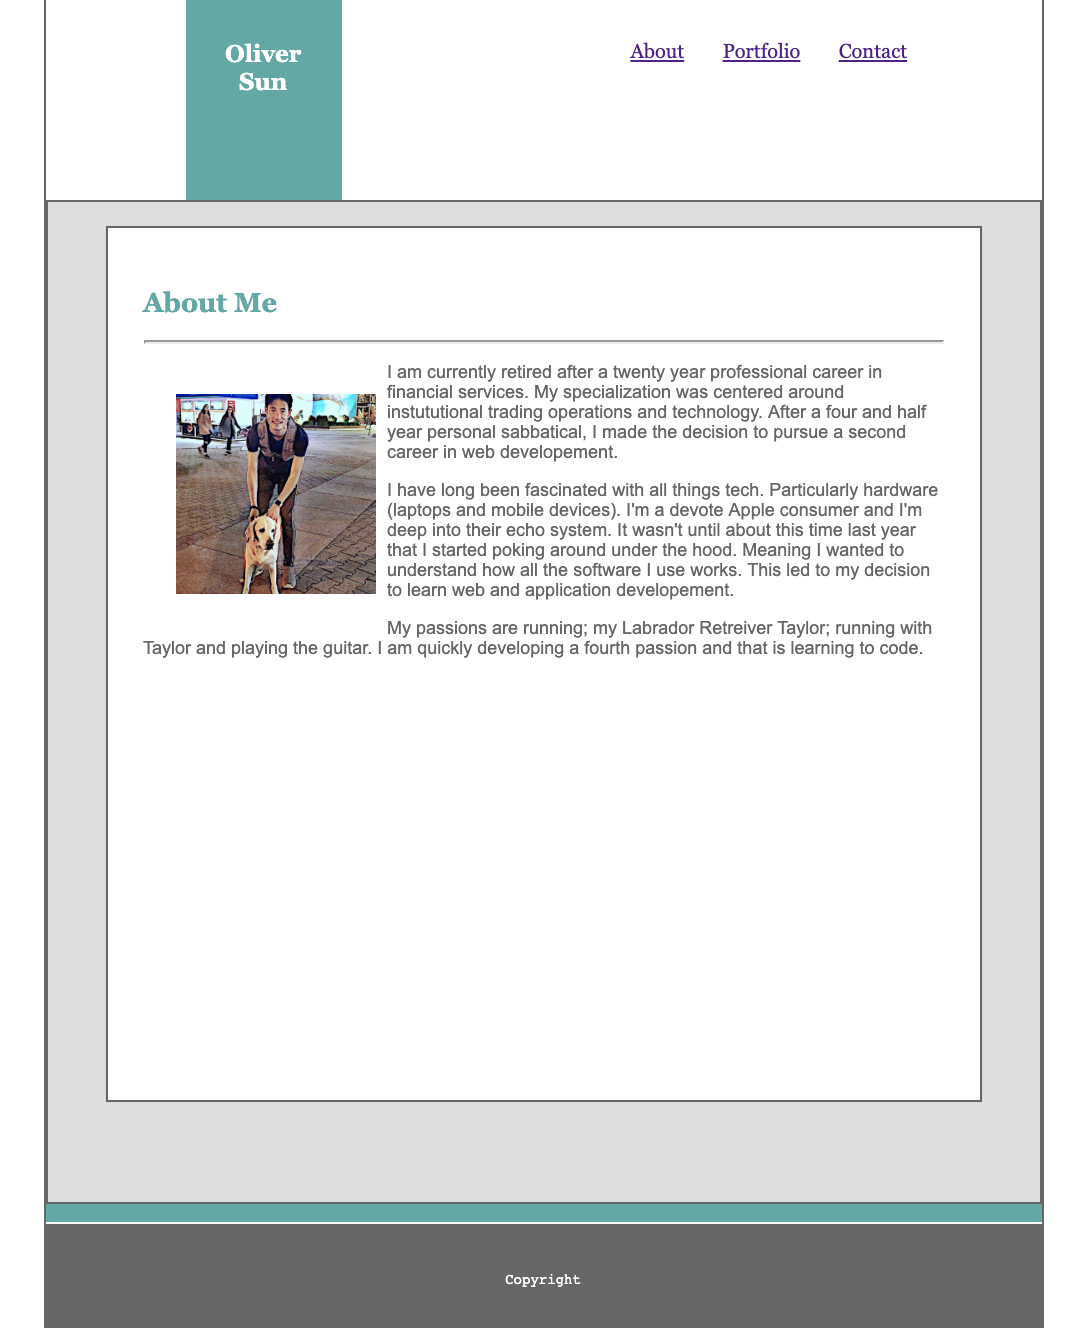 Oliver
Sun
About Portfolio Contact
About Me
I am currently retired after a twenty year professional career in
financial services. My specialization was centered around
instututional trading operations and technology. After a four and half
year personal sabbatical, I made the decision to pursue a second
career in web developement.
I have long been fascinated with all things tech. Particularly hardware
(laptops and mobile devices). I'm a devote Apple consumer and I'm
deep into their echo system. It wasn't until about this time last year
that I started poking around under the hood. Meaning I wanted to
understand how all the software I use works. This led to my decision
to learn web and application developement.
My passions are running; my Labrador Retreiver Taylor; running with
Taylor and playing the guitar. I am quickly developing a fourth passion and that is learning to code.
Copyright